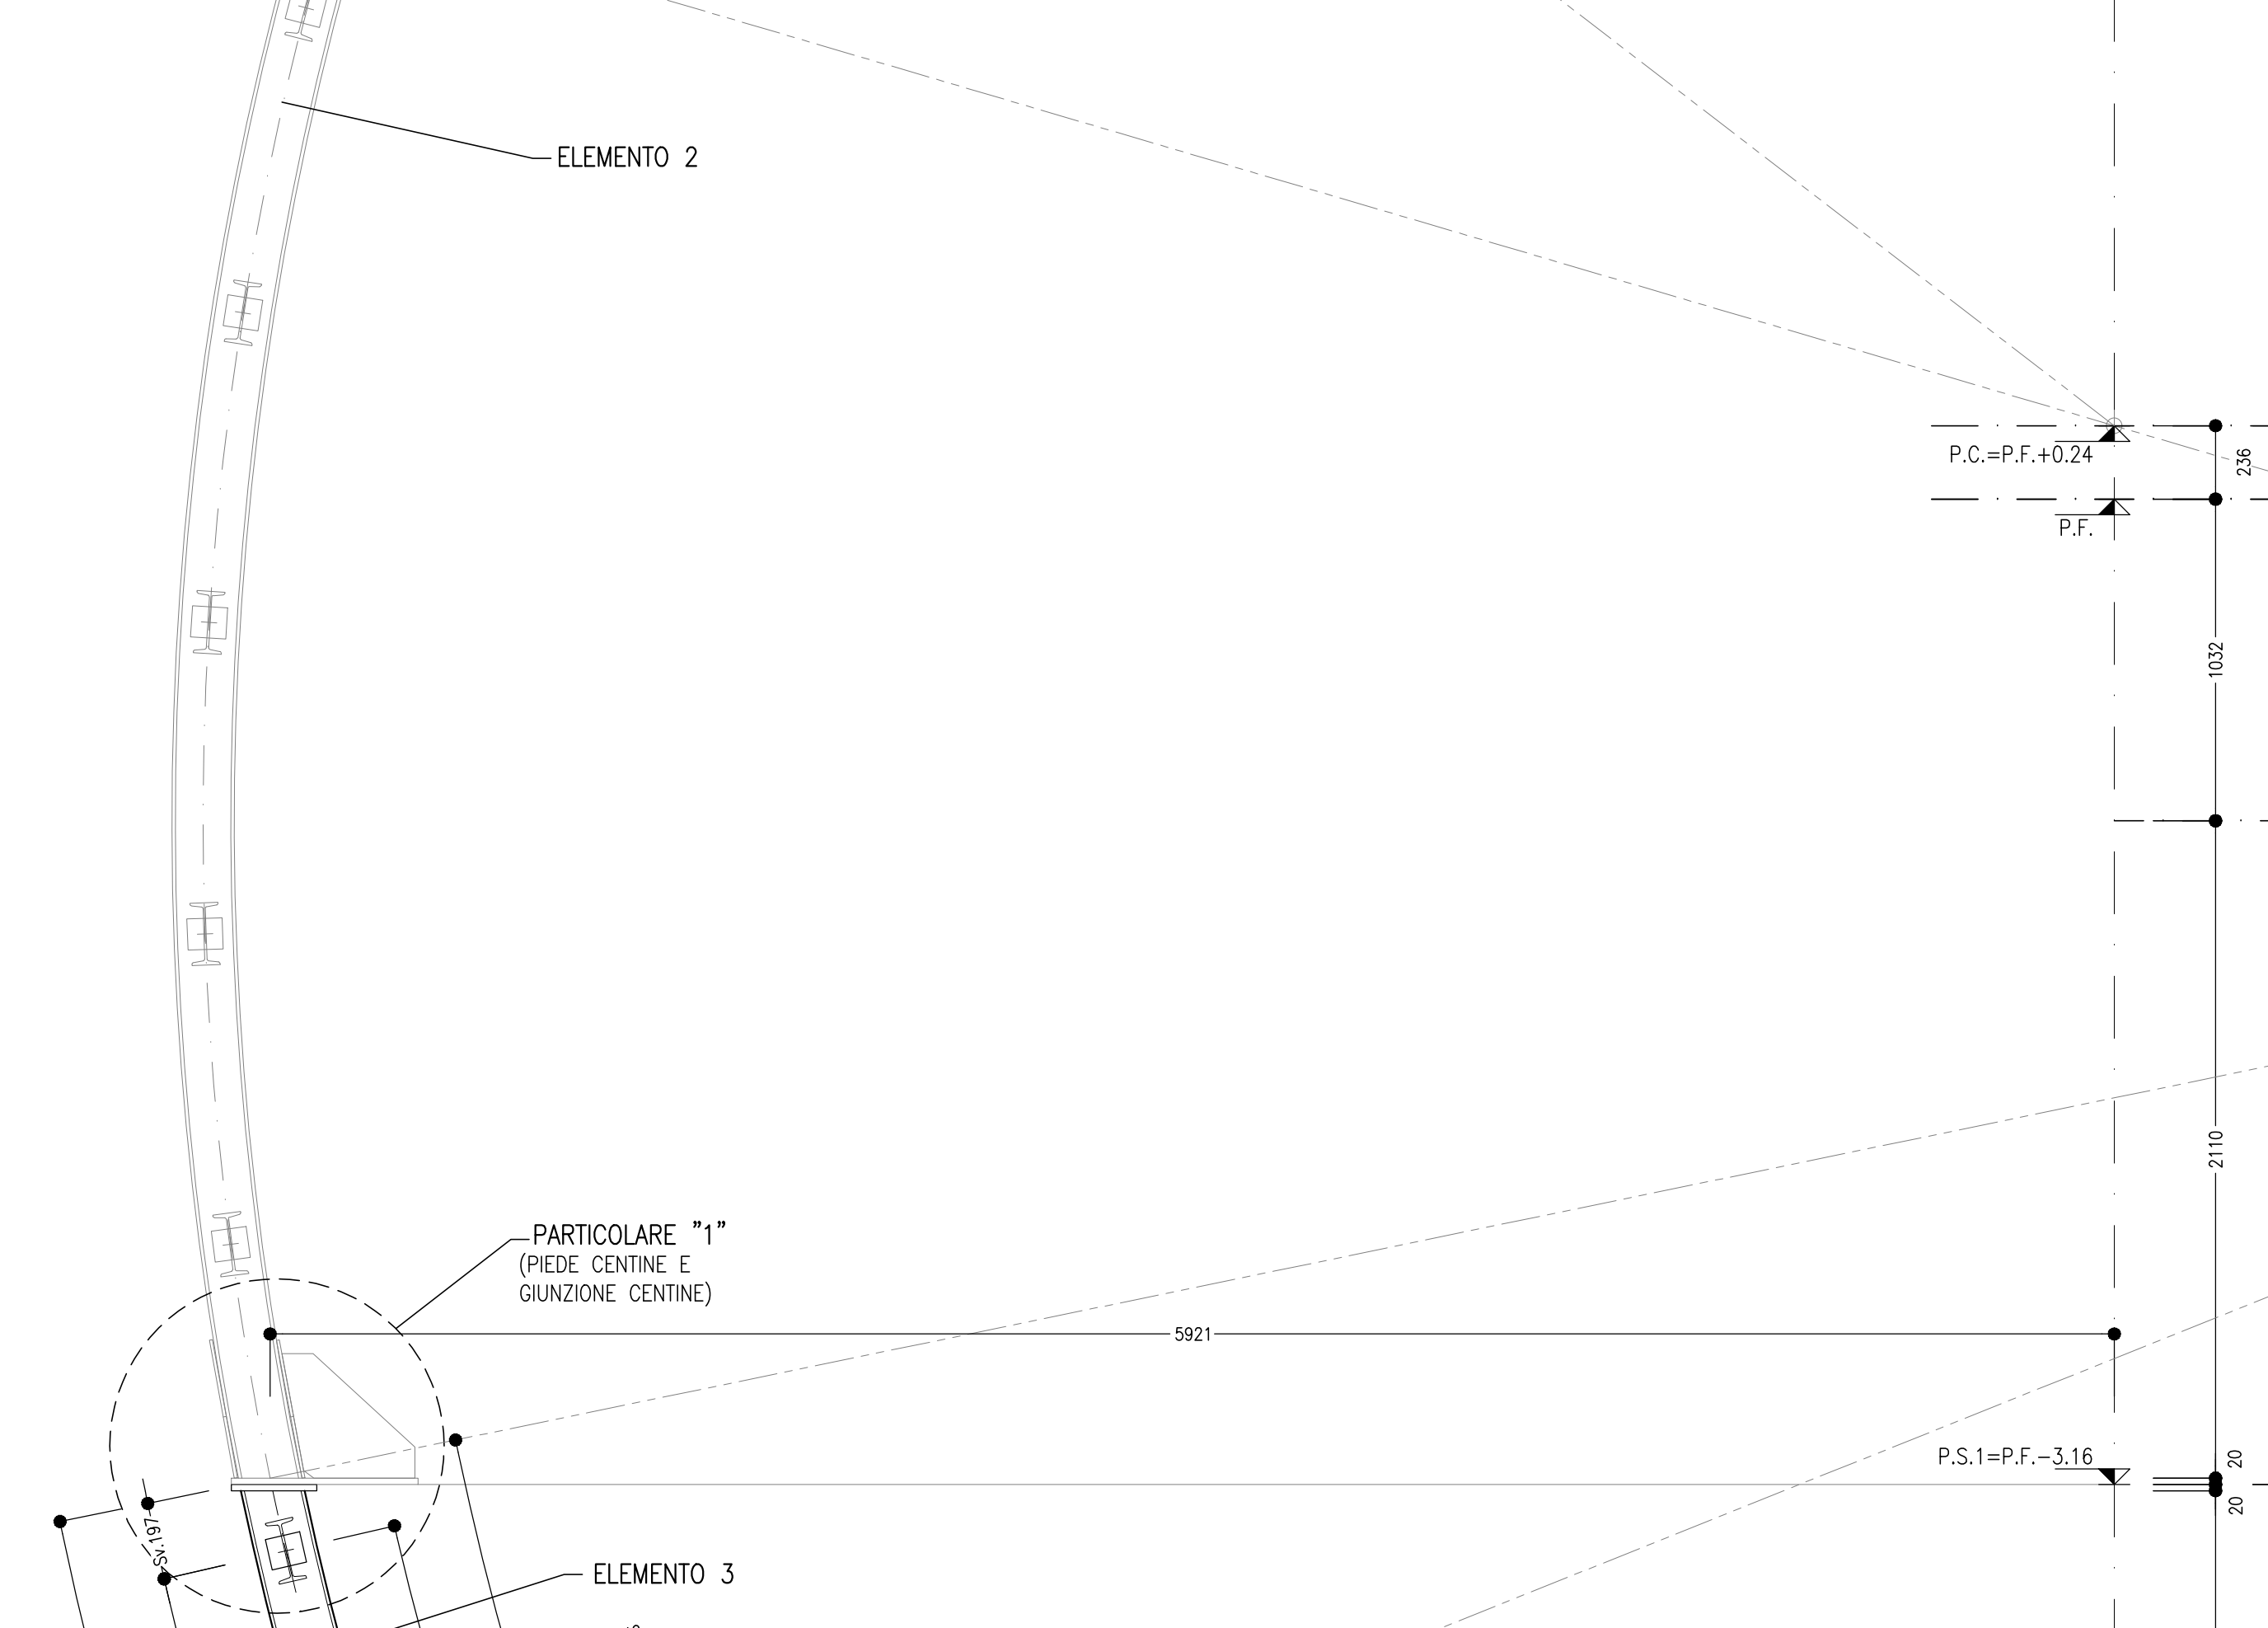 ELEMENTO 2
P.C.=P.F.+0.24
236
P.F.
1032
2110
PARTICOLARE "1"
(PIEDE CENTINE E
GIUNZIONE CENTINE)
5921
P.S.1=P.F.-3.16
20
20
Sv.197
ELEMENTO 3